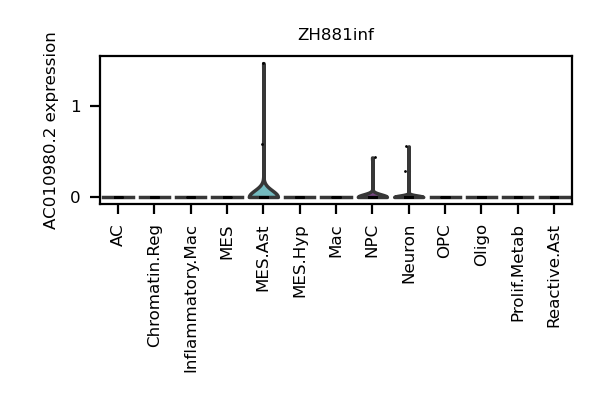 ZH881inf
AC010980.2 expression
1
0
AC
Chromatin.Reg
Inflammatory.Mac
MES
MES.Ast
MES.Hyp
Mac
NPC
Neuron
OPC
Oligo
Prolif.Metab
Reactive.Ast